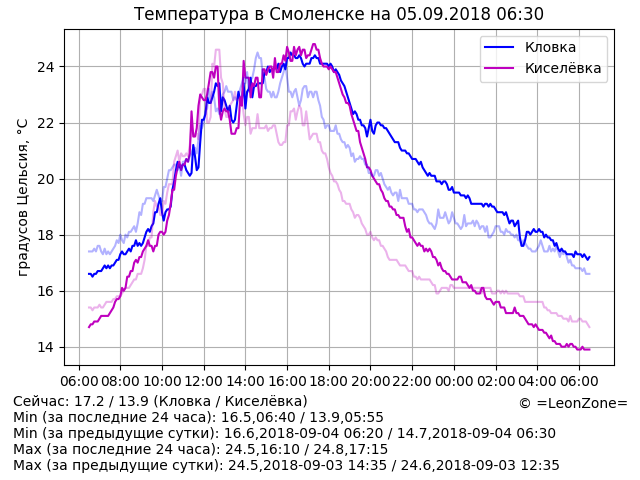 Температура в Смоленске на 05.09.2018 06:30
Кловка
Киселёвка
градусов Цельсия, °C
24
22
20
18
16
14
06:00 08:00 10:00 12:00 14:00 16:00 18:00 20:00 22:00 00:00 02:00 04:00 06:00
Сейчас: 17.2 / 13.9 (Кловка / Киселёвка)
© =LeonZone=
Min (за последние 24 часа): 16.5,06:40 / 13.9,05:55
Min (за предыдущие сутки): 16.6,2018-09-04 06:20 / 14.7,2018-09-04 06:30
Max (за последние 24 часа): 24.5,16:10 / 24.8,17:15
Max (за предыдущие сутки): 24.5,2018-09-03 14:35 / 24.6,2018-09-03 12:35